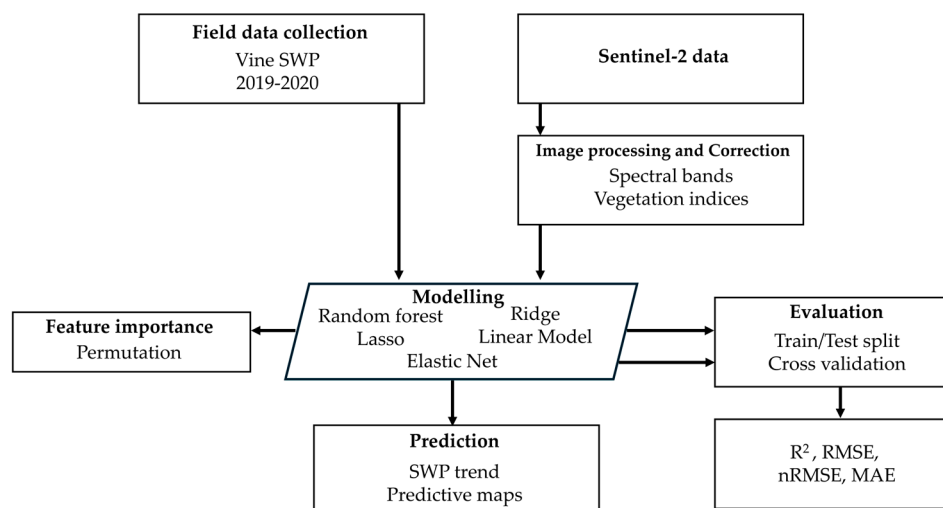 Field data collection
Vine SWP
2019-2020
Sentinel-2 data
Image processing and Correction
Spectral bands
Vegetation indices
Modelling
Random forest Ridge
Lasso Linear Model
Elastic Net
Feature importance
Permutation
Evaluation
Train/Test split
Cross validation
Prediction
SWP trend
Predictive maps
R², RMSE,
nRMSE, MAE